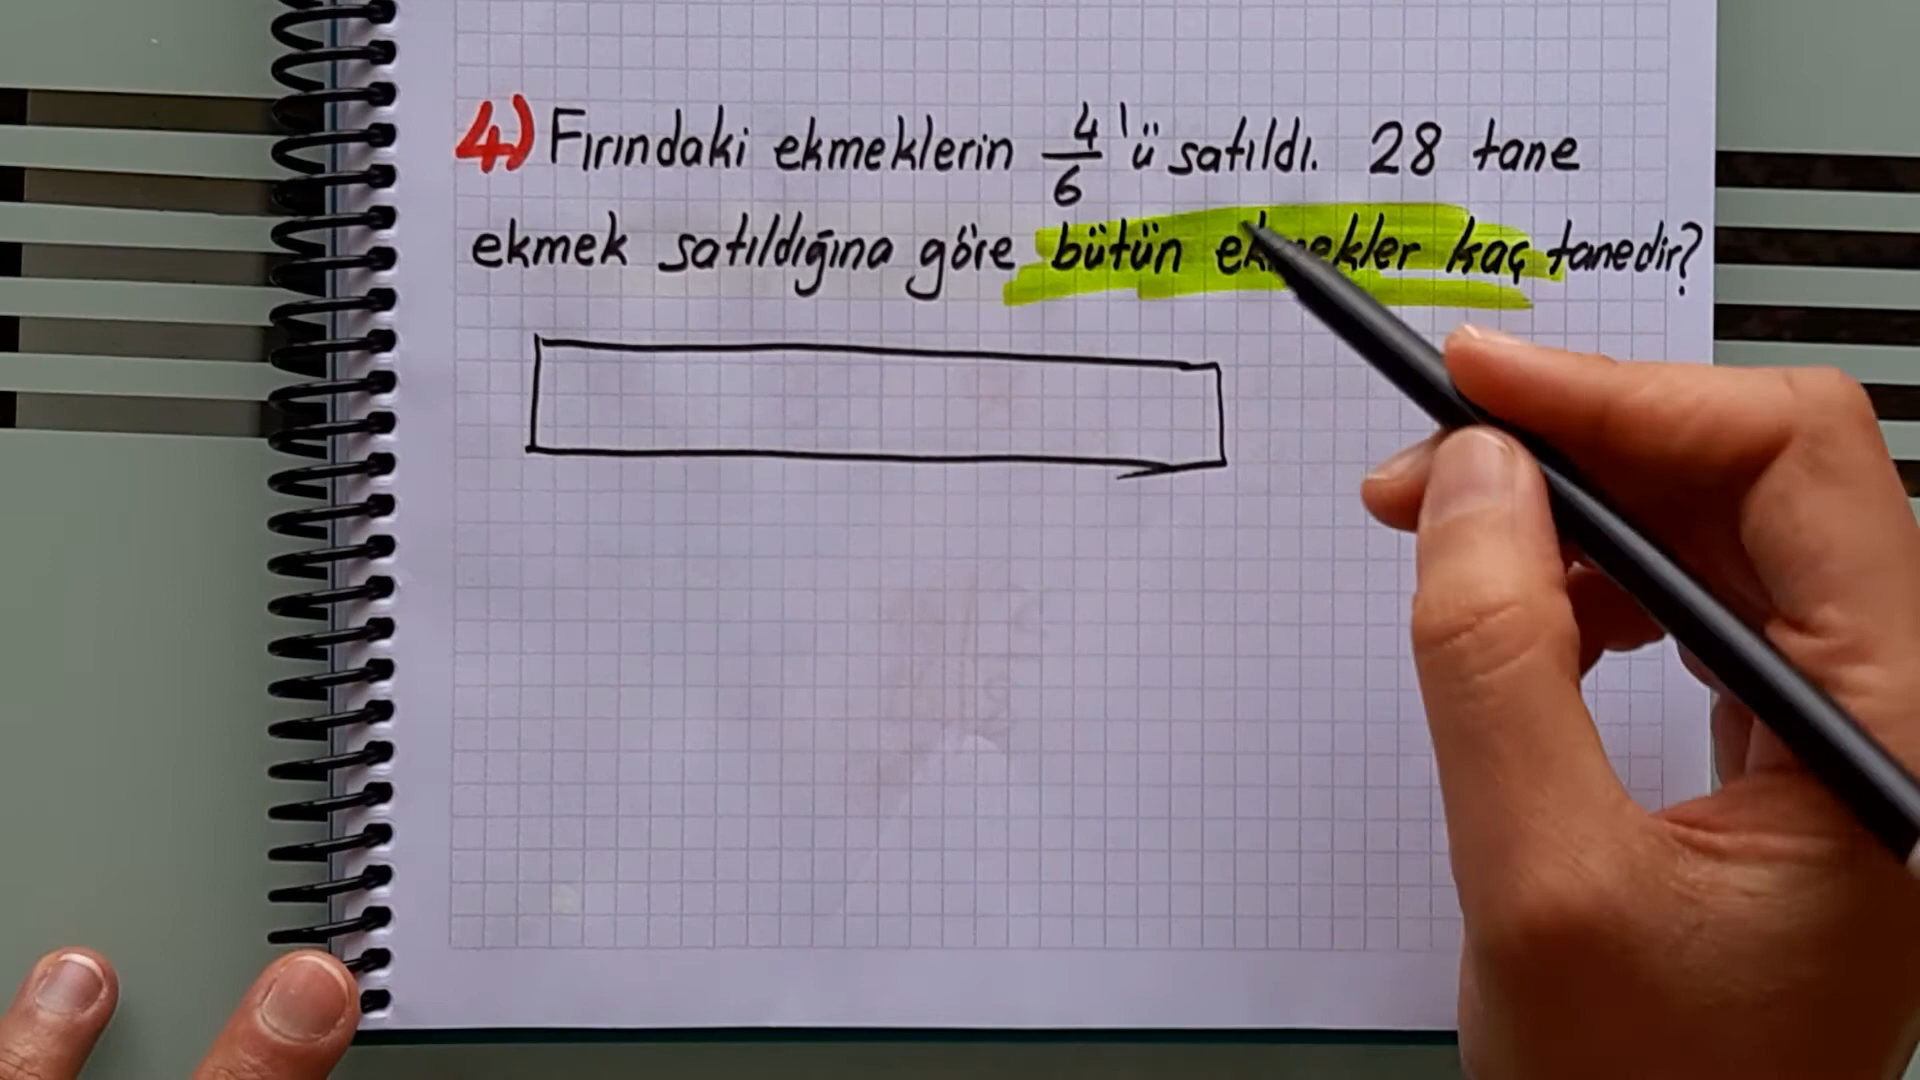 4) Fırındaki ekmeklerin 4/6'ü satıldı. 28 tane
ekmek satıldığına göre bütün ekmekler kaç tanedir?